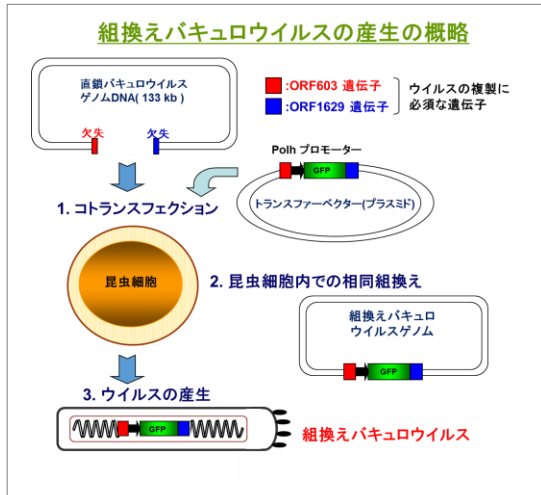 組換えバキュロウイルスの産生の概略
直鎖バキュロウイルス
ゲノムDNA( 133 kb )
欠失
欠失
:ORF603 遺伝子
:ORF1629 遺伝子
ウイルスの複製に
必須な遺伝子
Polh プロモーター
GFP
トランスファーベクター(プラスミド)
1. コトランスフェクション
昆虫細胞
2. 昆虫細胞内での相同組換え
組換えバキュロ
ウイルスゲノム
GFP
3. ウイルスの産生
GFP
組換えバキュロウイルス